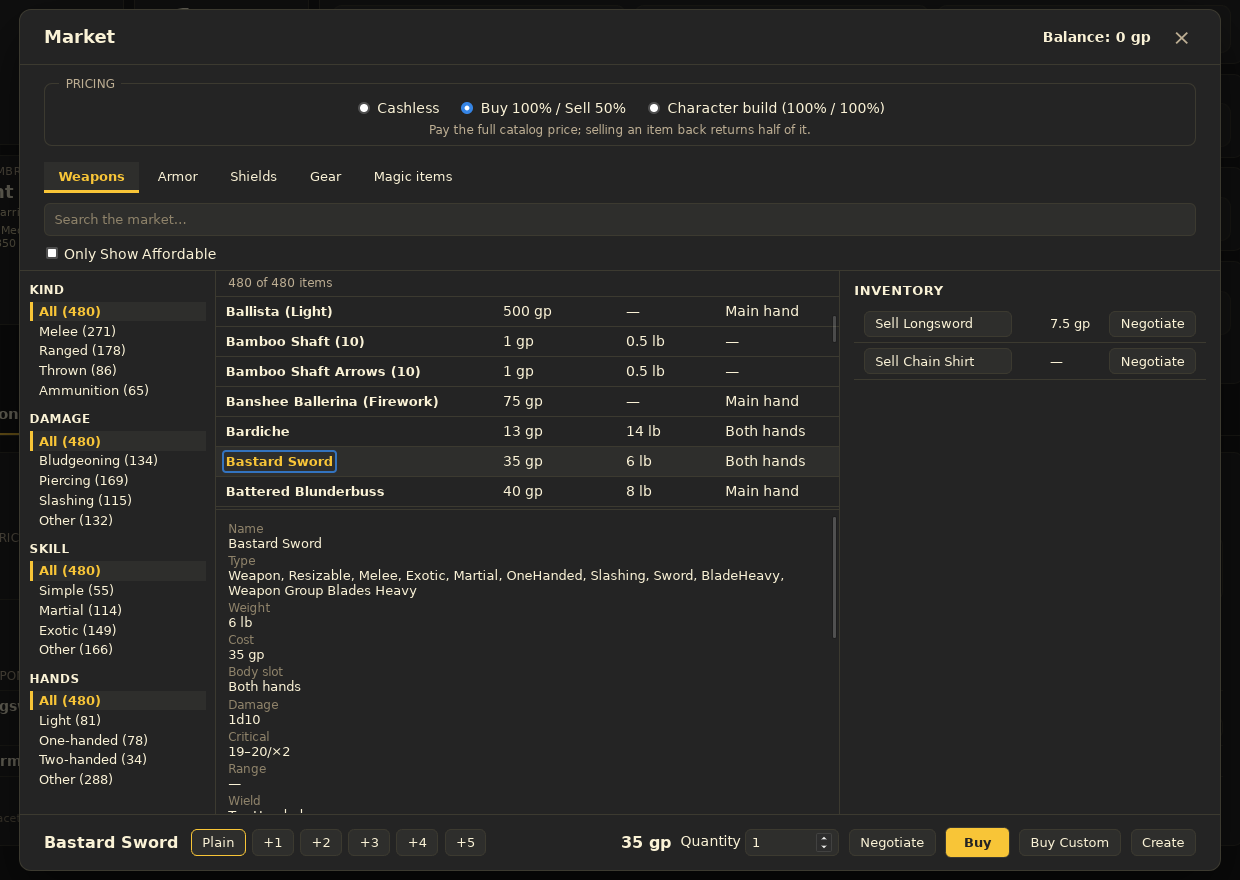 Market
Balance: 0 gp
PRICING
Cashless
Buy 100% / Sell 50%
Character build (100% / 100%)
Pay the full catalog price; selling an item back returns half of it.
Weapons
Armor
Shields
Gear
Magic items
Search the market...
Only Show Affordable
KIND
All (480)
Melee (271)
Ranged (178)
Thrown (86)
Ammunition (65)
DAMAGE
All (480)
Bludgeoning (134)
Piercing (169)
Slashing (115)
Other (132)
SKILL
All (480)
Simple (55)
Martial (114)
Exotic (149)
Other (166)
HANDS
All (480)
Light (81)
One-handed (78)
Two-handed (34)
Other (288)
480 of 480 items
Ballista (Light) 500 gp — Main hand
Bamboo Shaft (10) 1 gp 0.5 lb —
Bamboo Shaft Arrows (10) 1 gp 0.5 lb —
Banshee Ballerina (Firework) 75 gp — Main hand
Bardiche 13 gp 14 lb Both hands
Bastard Sword 35 gp 6 lb Both hands
Battered Blunderbuss 40 gp 8 lb Main hand
Name
Bastard Sword
Type
Weapon, Resizable, Melee, Exotic, Martial, OneHanded, Slashing, Sword, BladeHeavy,
Weapon Group Blades Heavy
Weight
6 lb
Cost
35 gp
Body slot
Both hands
Damage
1d10
Critical
19–20/×2
Range
—
Wield
INVENTORY
Sell Longsword 7.5 gp Negotiate
Sell Chain Shirt — Negotiate
Bastard Sword
Plain
+1
+2
+3
+4
+5
35 gp
Quantity
1
Negotiate
Buy
Buy Custom
Create